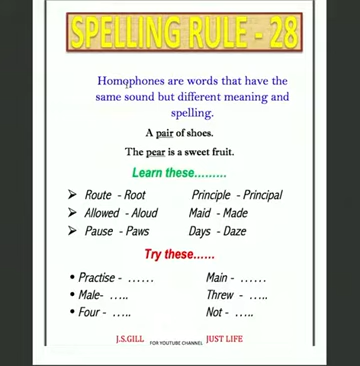 SPELLING RULE - 28
Homophones are words that have the
same sound but different meaning and
spelling.
A pair of shoes.
The pear is a sweet fruit.
Learn these.........
➤ Route - Root Principle - Principal
➤ Allowed - Aloud Maid - Made
➤ Pause - Paws Days - Daze
Try these......
• Practise - ...... Main - ......
• Male- ..... Threw - .....
• Four - ..... Not - .....
J.S.GILL FOR YOUTUBE CHANNEL JUST LIFE